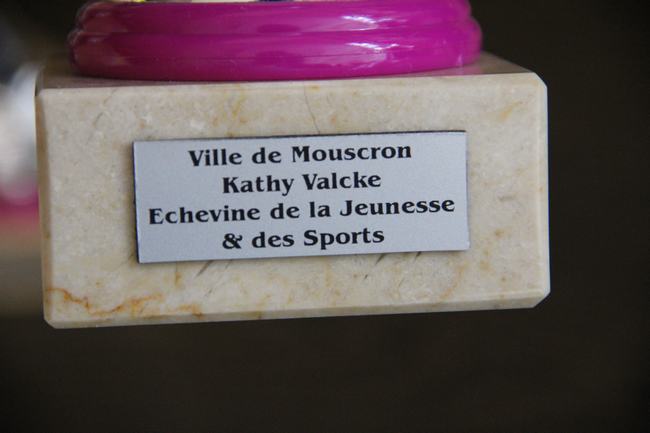 Ville de Mouscron
Kathy Valcke
Echevine de la Jeunesse
& des Sports